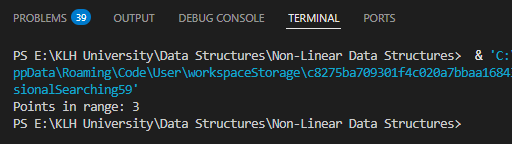 PROBLEMS 39 OUTPUT DEBUG CONSOLE TERMINAL PORTS
PS E:\KLH University\Data Structures\Non-Linear Data Structures>  & 'C:\
ppData\Roaming\Code\User\workspaceStorage\c8275ba709301f4c020a7bbaa1684
sionalSearching59'
Points in range: 3
PS E:\KLH University\Data Structures\Non-Linear Data Structures>